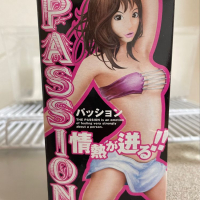 PASSION
パッション
THE PASSION is an emotion
of feeling very strongly
about a person.
情熱が迸る!!